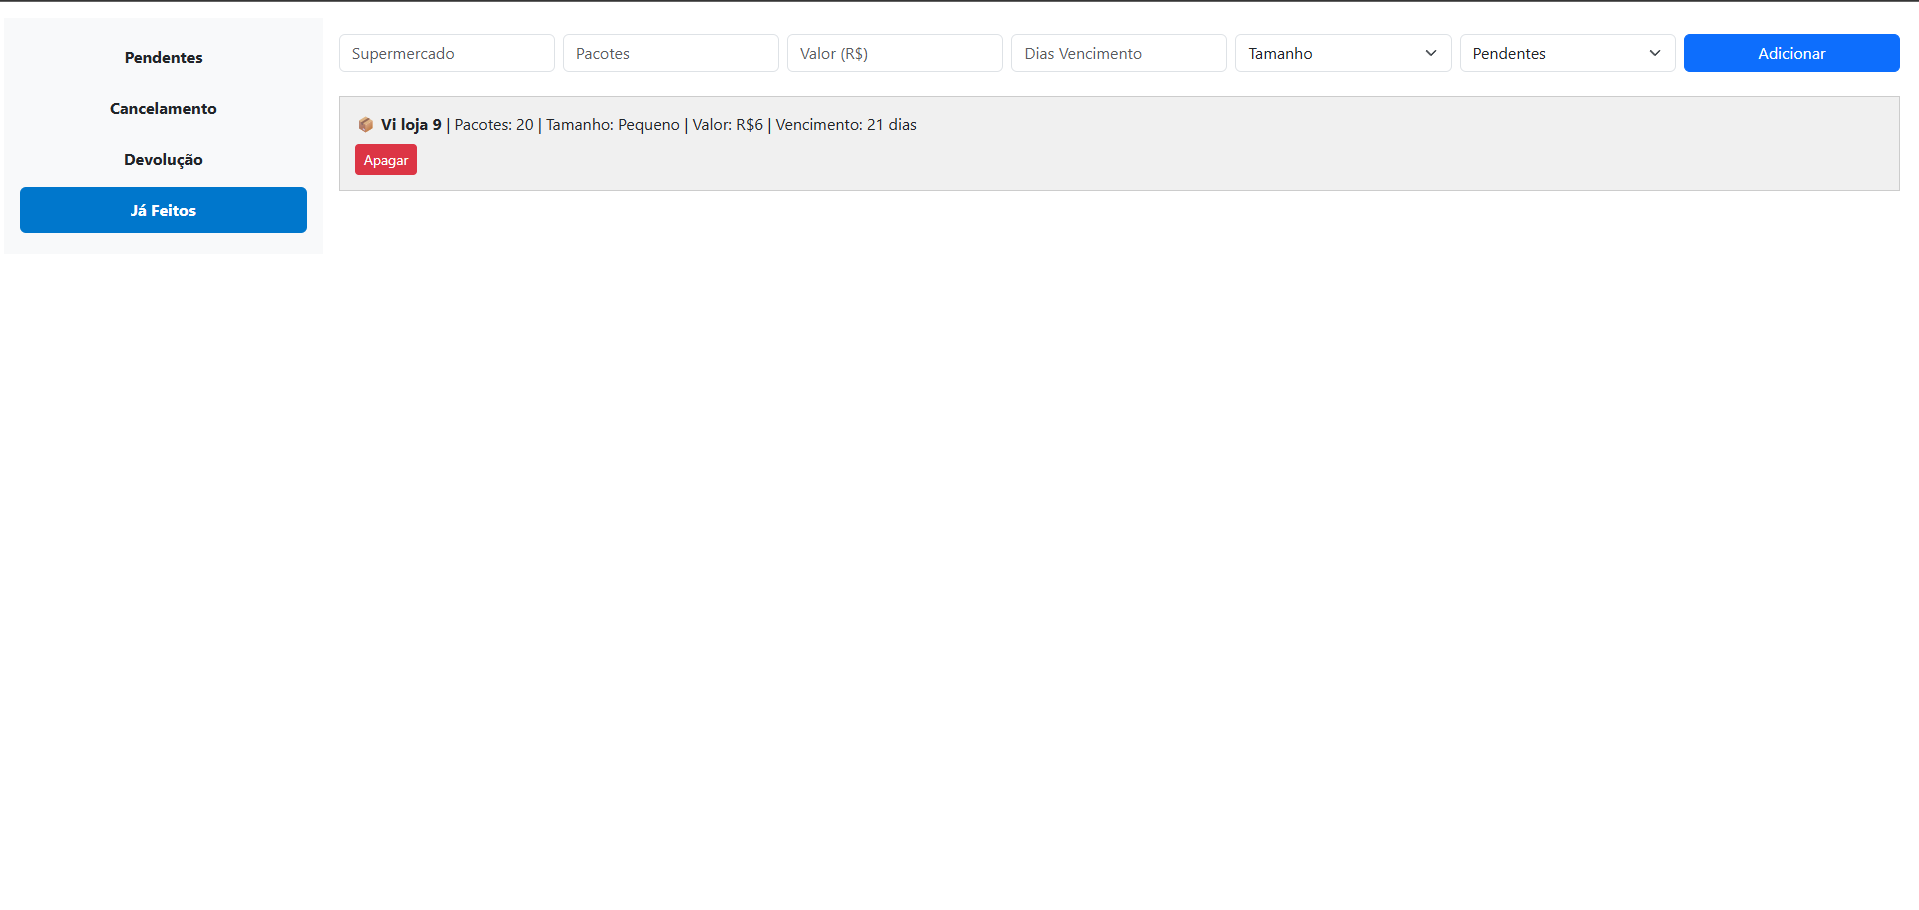 Pendentes
Cancelamento
Devolução
Já Feitos
Supermercado
Pacotes
Valor (R$)
Dias Vencimento
Tamanho
Pendentes
Adicionar
Vi loja 9 | Pacotes: 20 | Tamanho: Pequeno | Valor: R$6 | Vencimento: 21 dias
Apagar